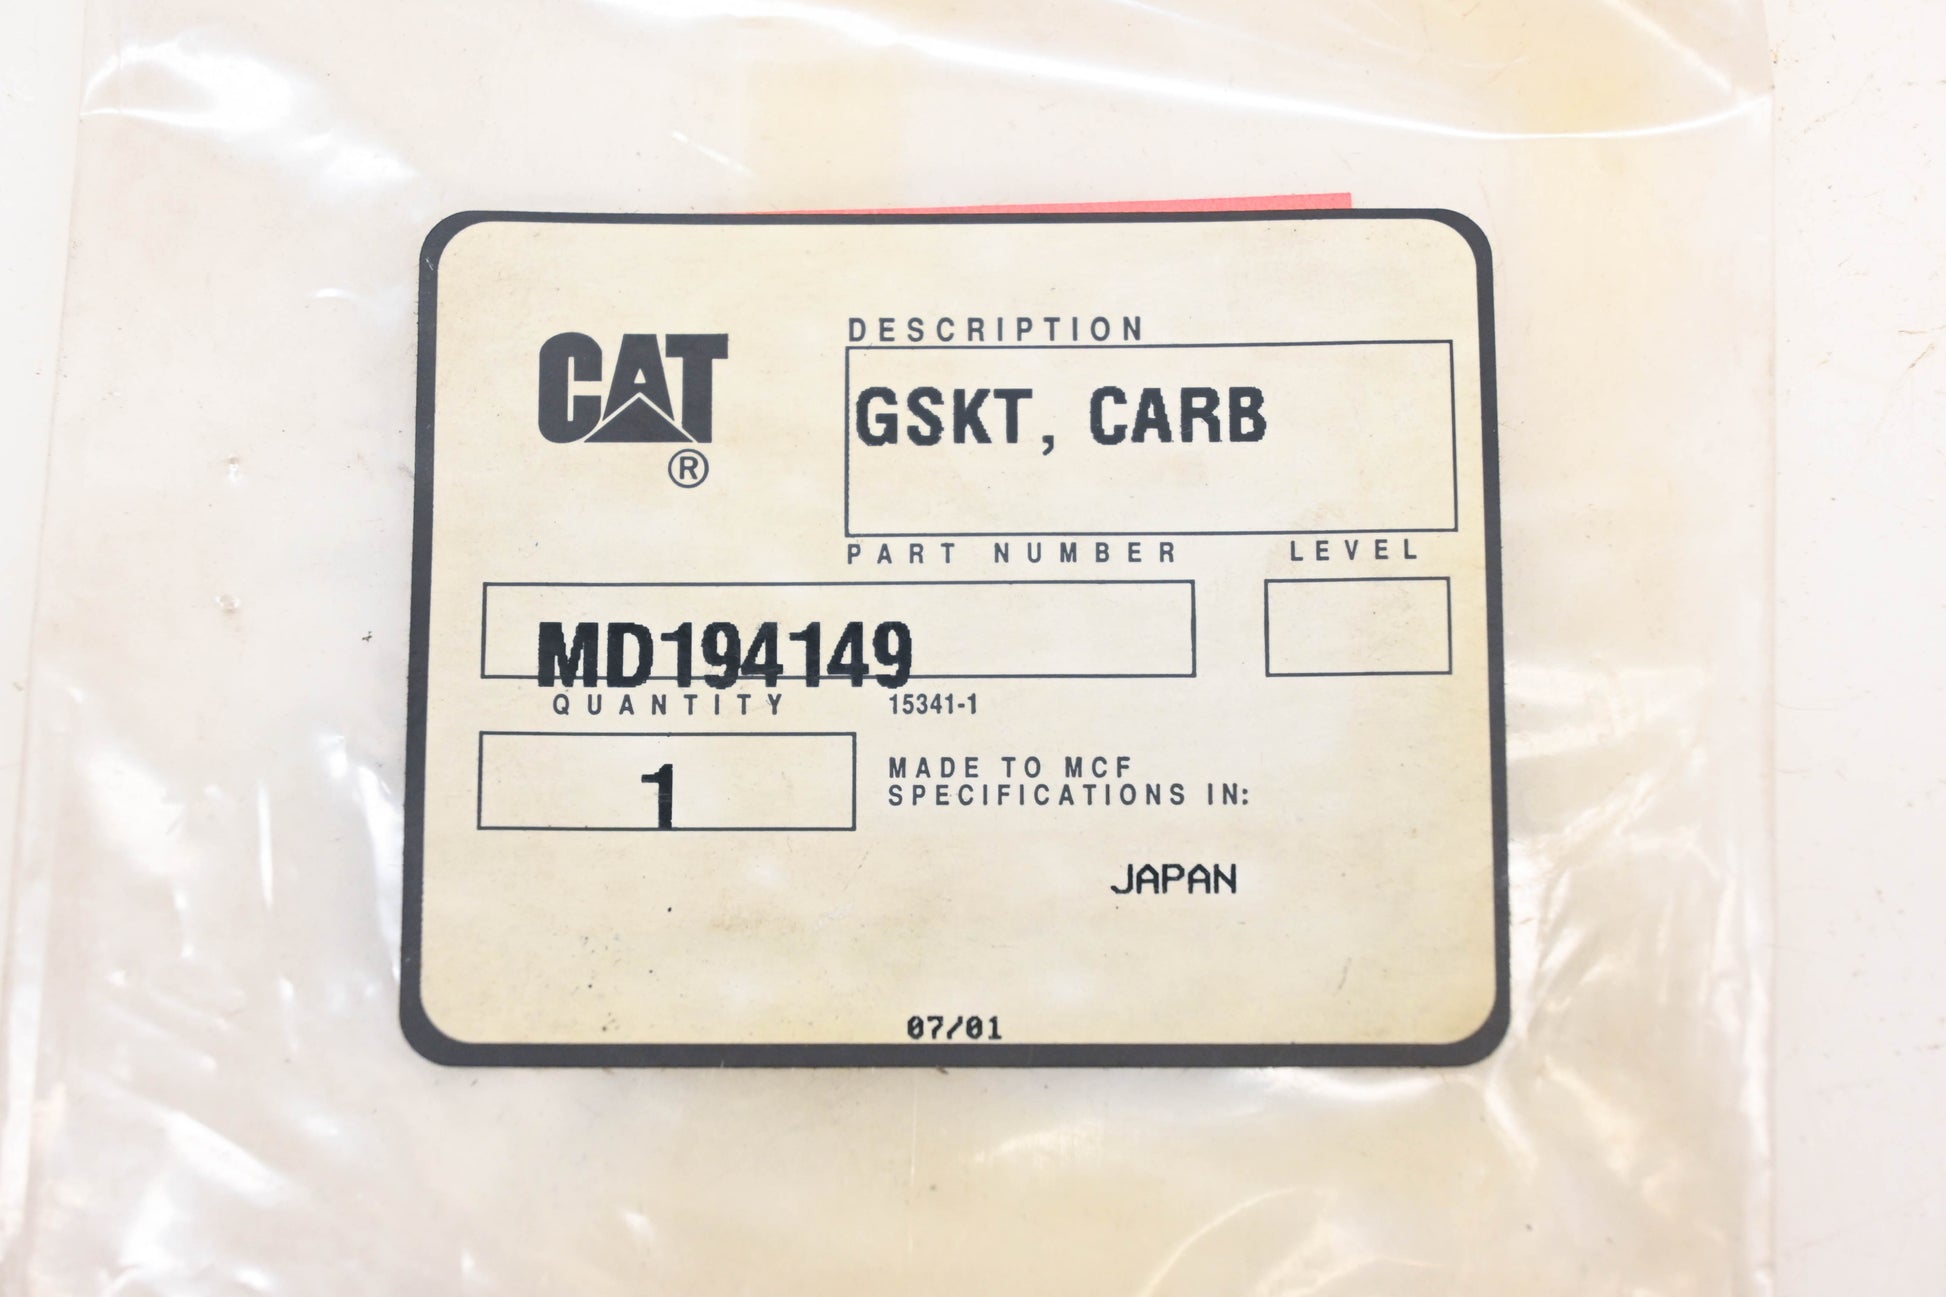 CAT
®
DESCRIPTION
GSKT, CARB
PART NUMBER
LEVEL
MD194149
QUANTITY
15341-1
1
MADE TO MCF
SPECIFICATIONS IN:
JAPAN
07/01